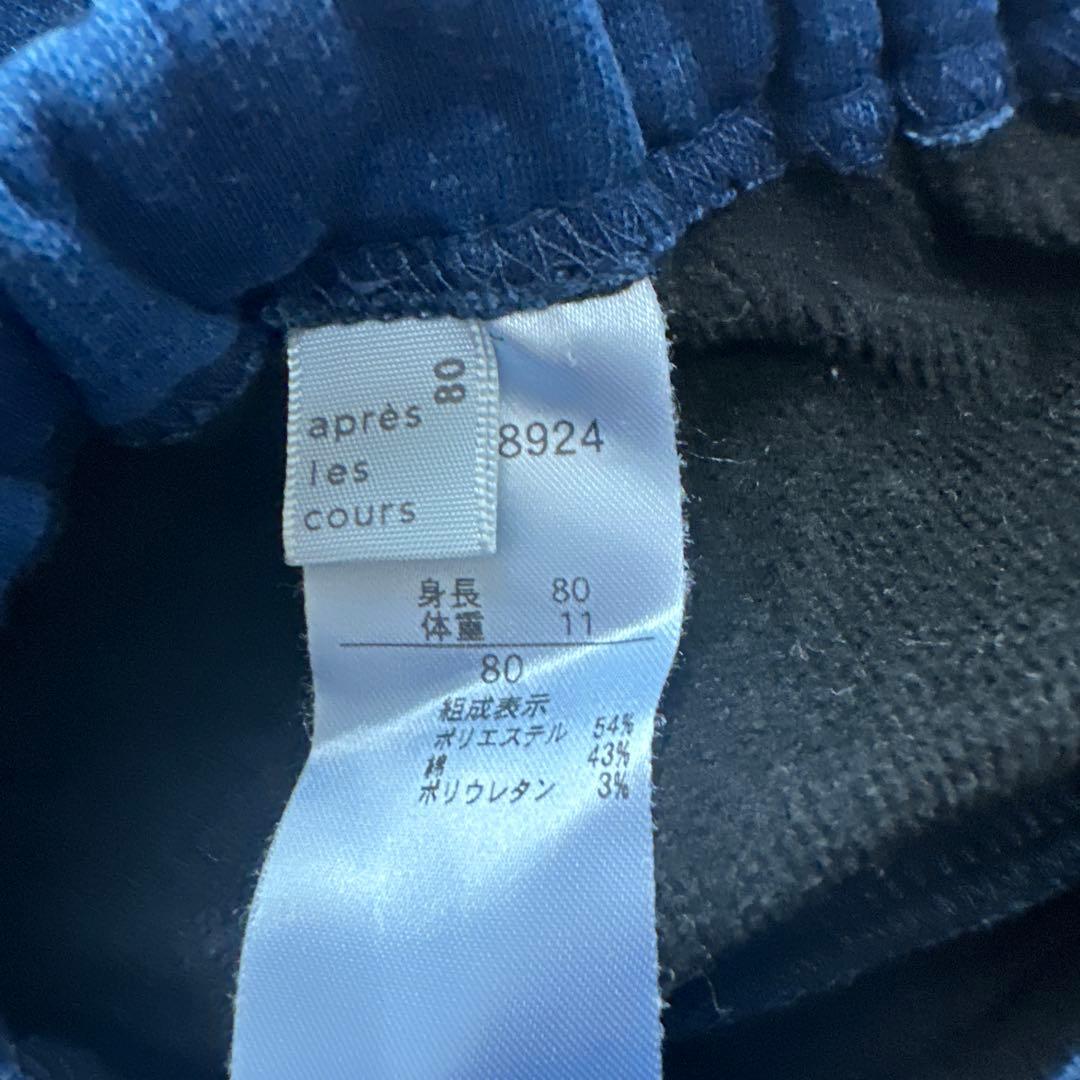 80
après
les
cours
8924
身長 80
体重 11
80
組成表示
ポリエステル 54%
綿 43%
ポリウレタン 3%